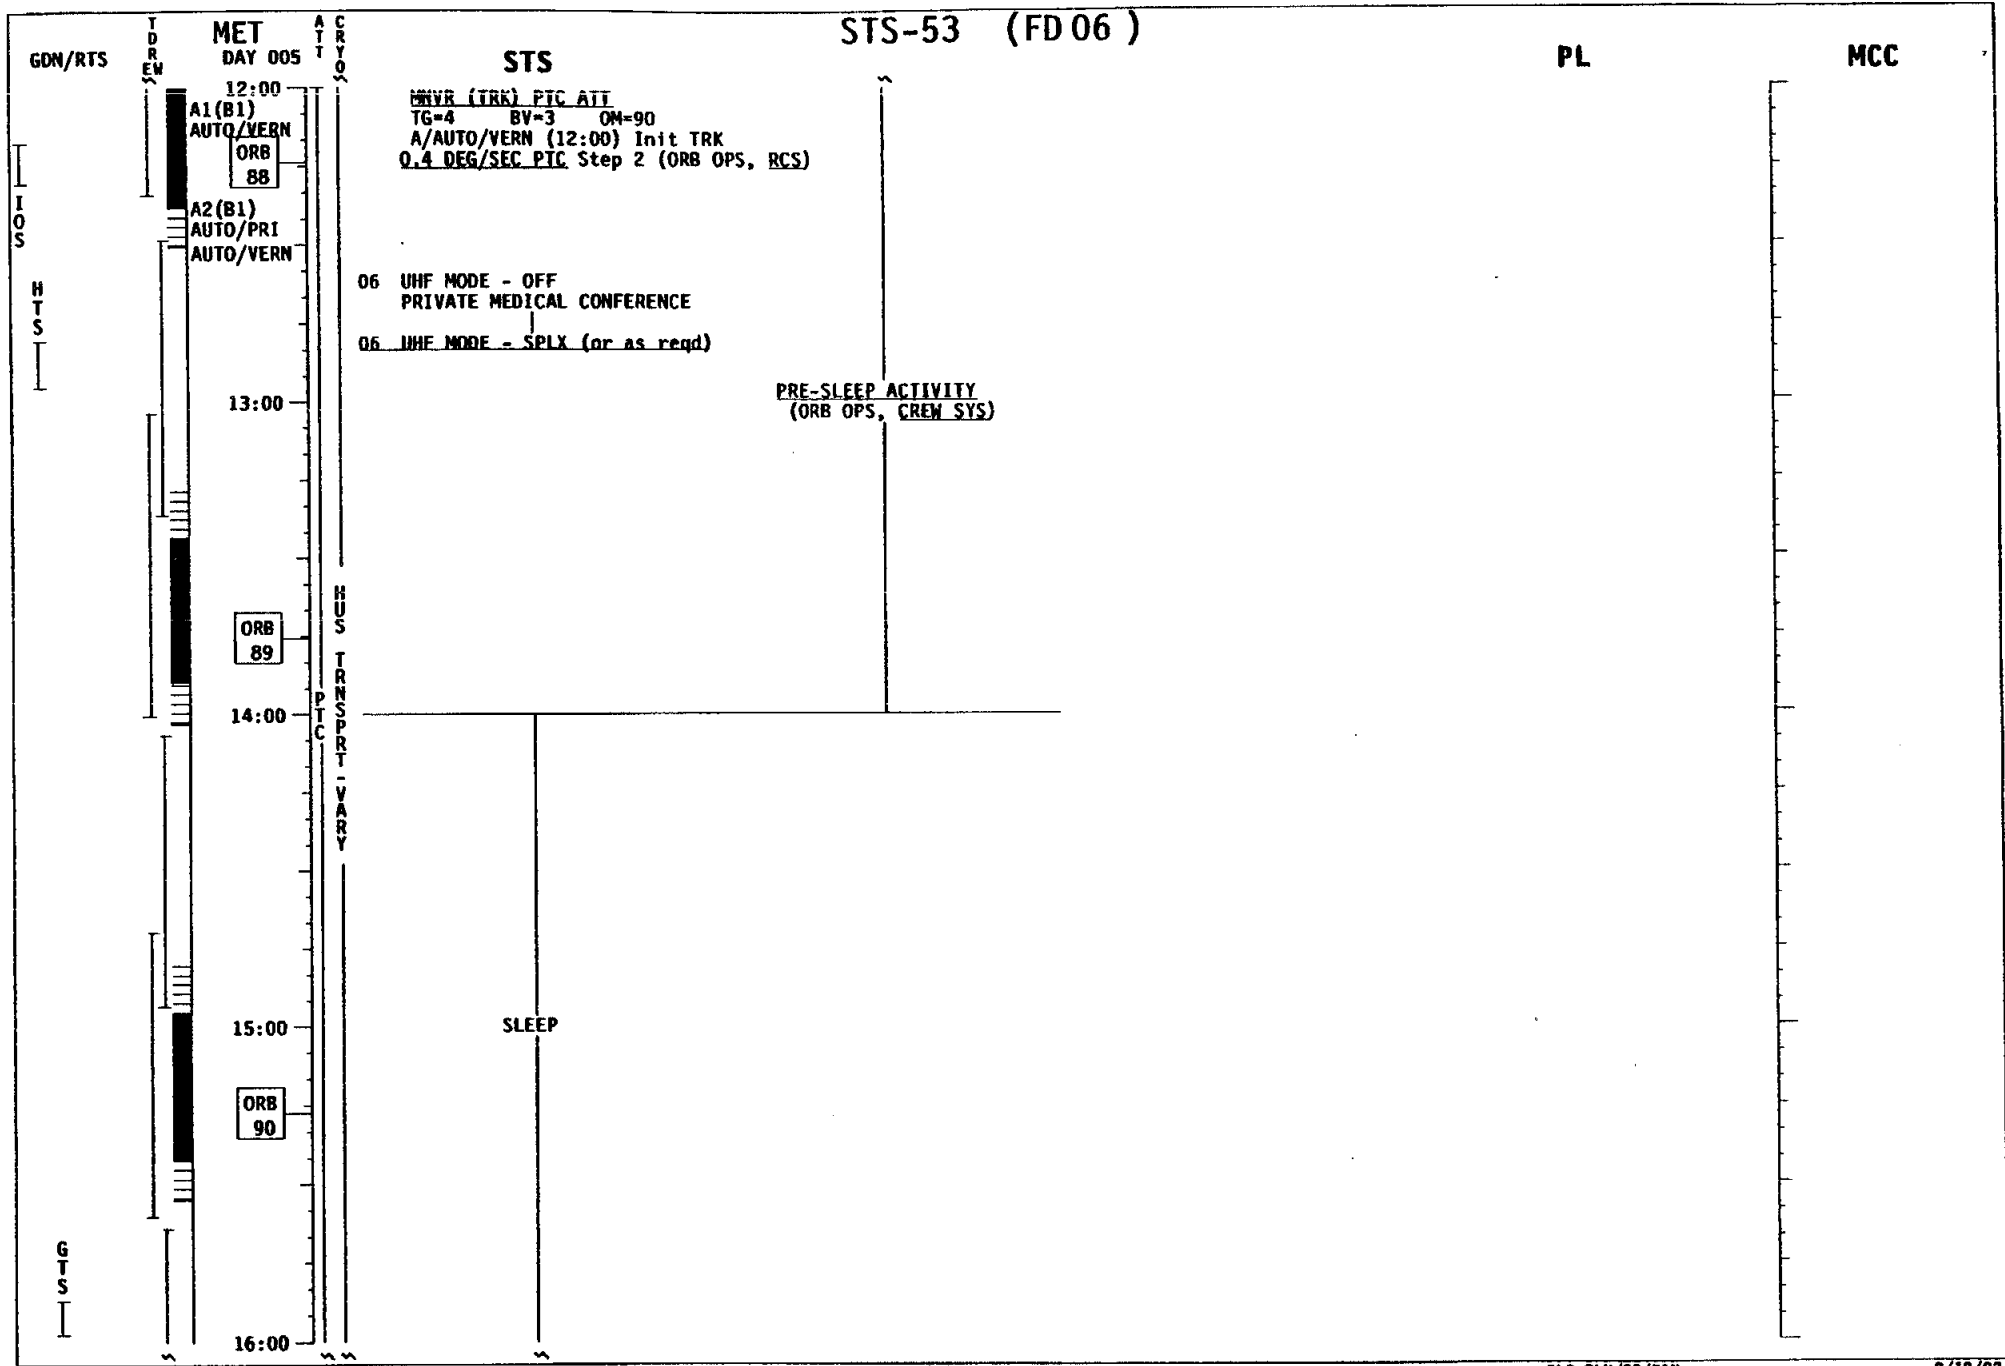 STS-53 (FD 06 )
GDN/RTS
TDR
EW
MET
DAY 005
ATT
CRYO
STS
PL
MCC
12:00
A1(B1)
AUTO/VERN
ORB
88
A2(B1)
AUTO/PRI
AUTO/VERN
MNVR (TRK) PTC ATT
TG=4 BV=3 OM=90
A/AUTO/VERN (12:00) Init TRK
0.4 DEG/SEC PTC Step 2 (ORB OPS, RCS)
IOS
HTS
06 UHF MODE - OFF
PRIVATE MEDICAL CONFERENCE
06 UHF MODE - SPLX (or as reqd)
PRE-SLEEP ACTIVITY
(ORB OPS, CREW SYS)
13:00
ORB
89
HUS TRNSPRT-VARY
PTC
14:00
15:00
SLEEP
ORB
90
GTS
16:00